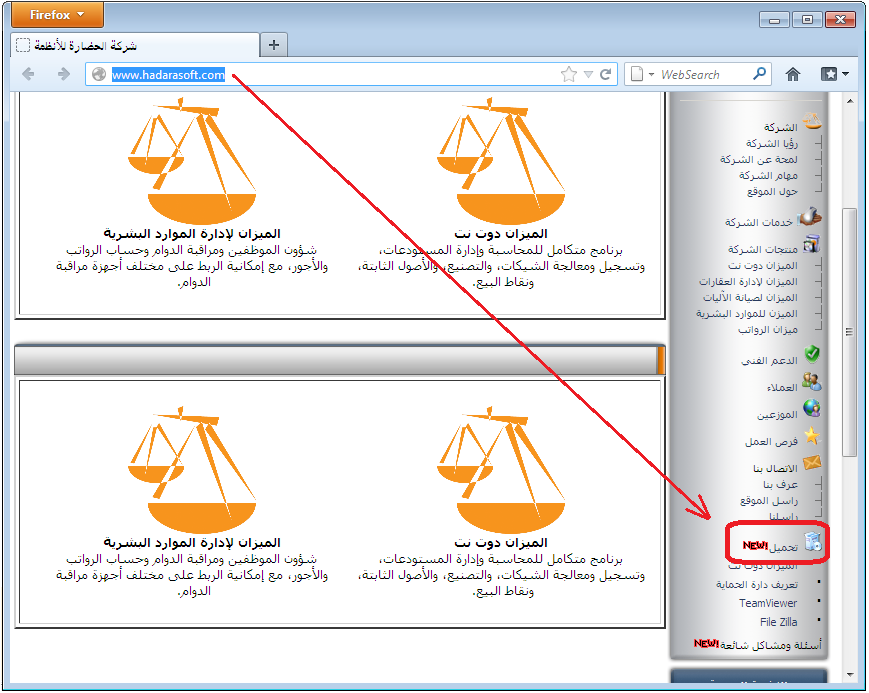 Firefox
شركة الحضارة للأنظمة
www.hadarasoft.com
WebSearch
الشركة
رؤيا الشركة
لمحة عن الشركة
مهام الشركة
حول الموقع
خدمات الشركة
منتجات الشركة
الميزان دوت نت
الميزان لإدارة العقارات
الميزان لصيانة الآليات
الميزن للموارد البشرية
ميزان الرواتب
الدعم الفني
العملاء
الموزعين
فرص العمل
الاتصال بنا
عرف بنا
راسل الموقع
راسلنا
تحميل NEW!
الميزان دوت نت
تعريف دارة الحماية
TeamViewer
File Zilla
أسئلة ومشاكل شائعة NEW!
الميزان دوت نت
برنامج متكامل للمحاسبة وإدارة المستودعات،
وتسجيل ومعالجة الشيكات، والتصنيع، والأصول الثابتة،
ونقاط البيع.
الميزان لإدارة الموارد البشرية
شؤون الموظفين ومراقبة الدوام وحساب الرواتب
والأجور، مع إمكانية الربط على مختلف أجهزة مراقبة
الدوام.
الميزان دوت نت
برنامج متكامل للمحاسبة وإدارة المستودعات،
وتسجيل ومعالجة الشيكات، والتصنيع، والأصول الثابتة،
ونقاط البيع.
الميزان لإدارة الموارد البشرية
شؤون الموظفين ومراقبة الدوام وحساب الرواتب
والأجور، مع إمكانية الربط على مختلف أجهزة مراقبة
الدوام.